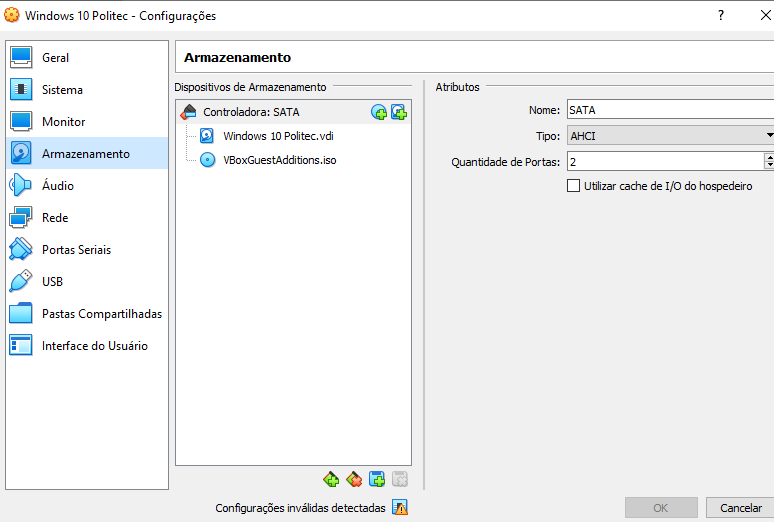 Windows 10 Politec - Configurações
?
Geral
Sistema
Monitor
Armazenamento
Áudio
Rede
Portas Seriais
USB
Pastas Compartilhadas
Interface do Usuário
Armazenamento
Dispositivos de Armazenamento
Controladora: SATA
Windows 10 Politec.vdi
VBoxGuestAdditions.iso
Atributos
Nome: SATA
Tipo: AHCI
Quantidade de Portas: 2
Utilizar cache de I/O do hospedeiro
Configurações inválidas detectadas
OK
Cancelar